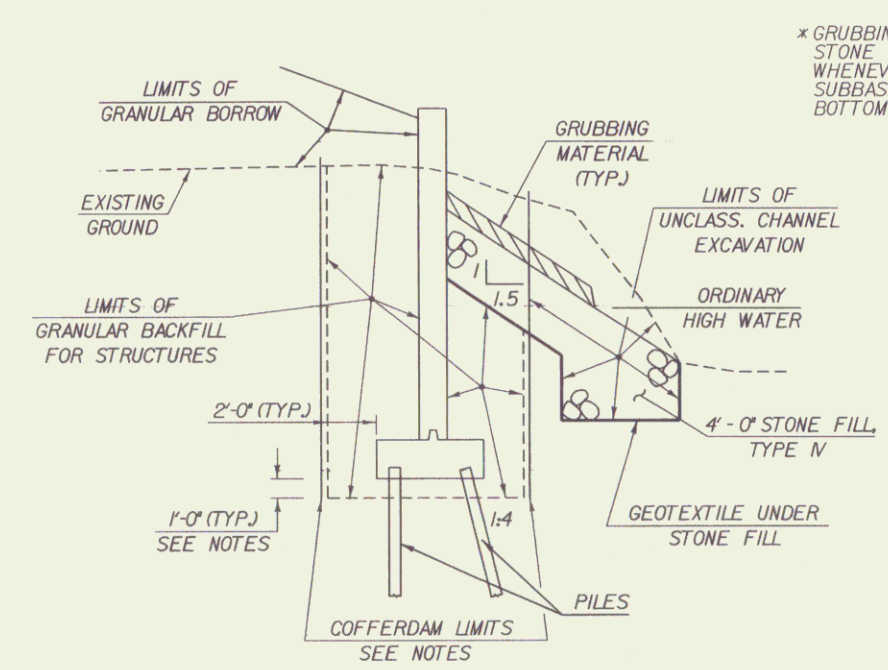 * GRUBBIN
STONE
WHENEV
SUBBAS
BOTTOM
LIMITS OF
GRANULAR BORROW
GRUBBING
MATERIAL
(TYP.)
EXISTING
GROUND
LIMITS OF
UNCLASS. CHANNEL
EXCAVATION
1
1.5
ORDINARY
HIGH WATER
LIMITS OF
GRANULAR BACKFILL
FOR STRUCTURES
2'-0" (TYP.)
4'-0" STONE FILL,
TYPE IV
1'-0" (TYP.)
SEE NOTES
1:4
GEOTEXTILE UNDER
STONE FILL
PILES
COFFERDAM LIMITS
SEE NOTES